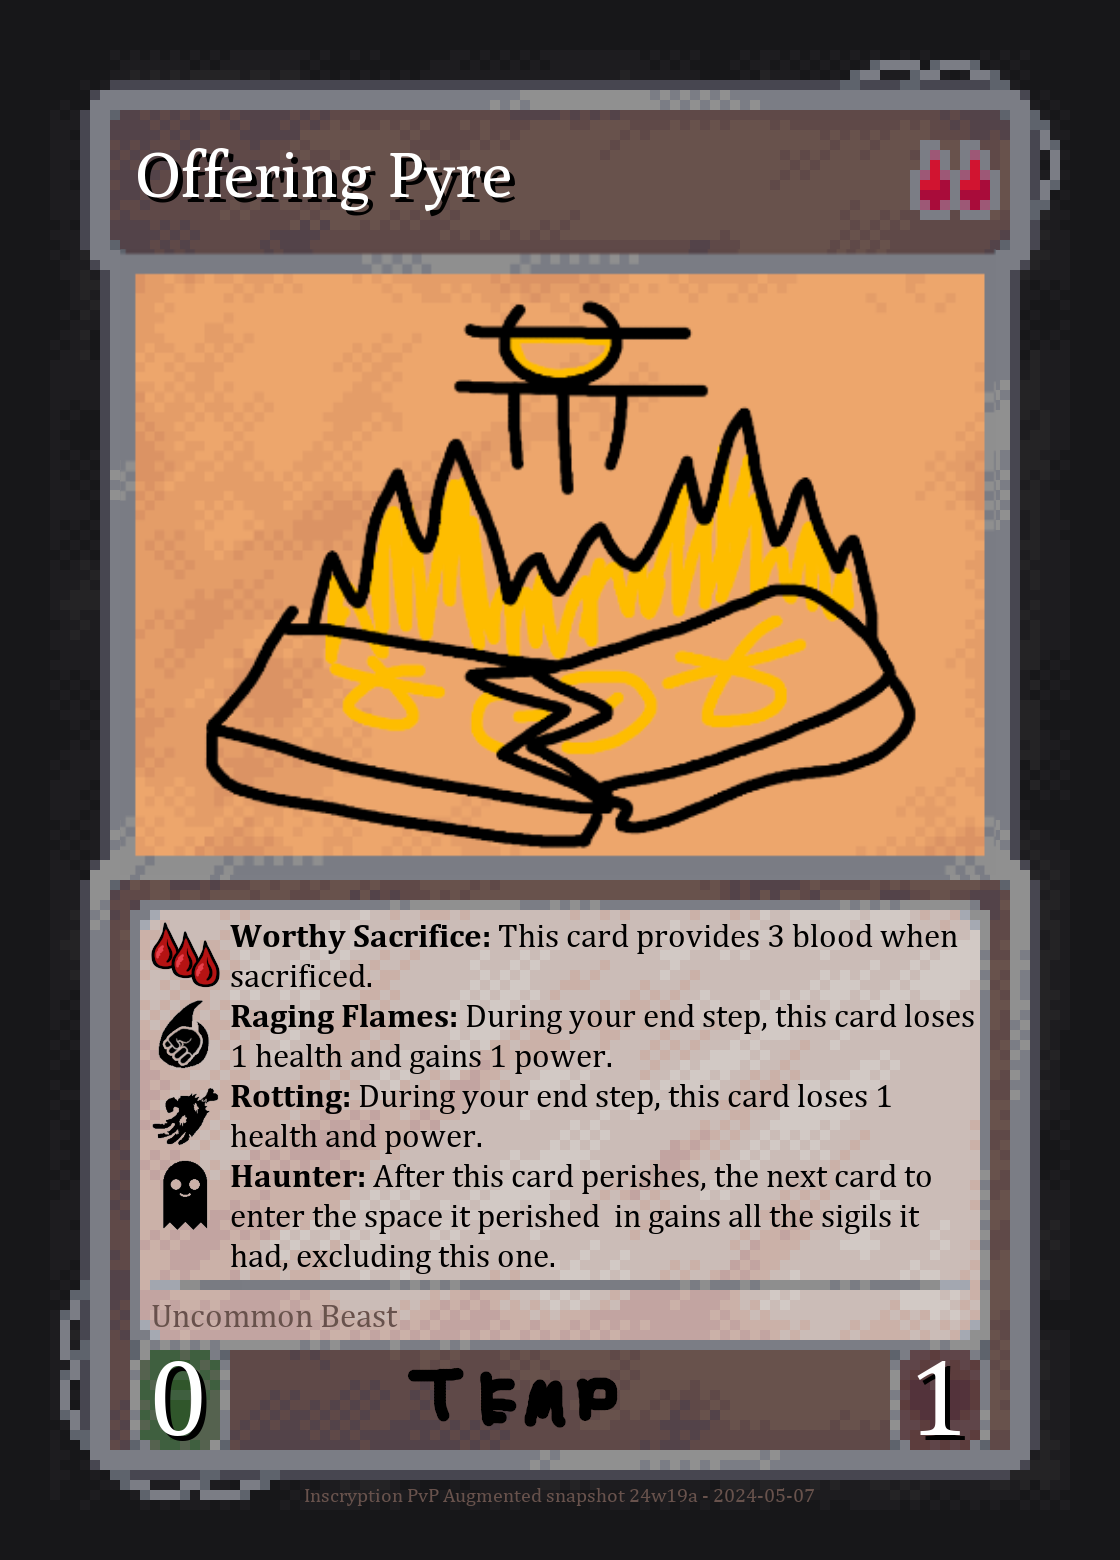 Offering Pyre
Worthy Sacrifice: This card provides 3 blood when
sacrificed.
Raging Flames: During your end step, this card loses
1 health and gains 1 power.
Rotting: During your end step, this card loses 1
health and power.
Haunter: After this card perishes, the next card to
enter the space it perished  in gains all the sigils it
had, excluding this one.
Uncommon Beast
0 TEMP 1
Inscryption PvP Augmented snapshot 24w19a - 2024-05-07